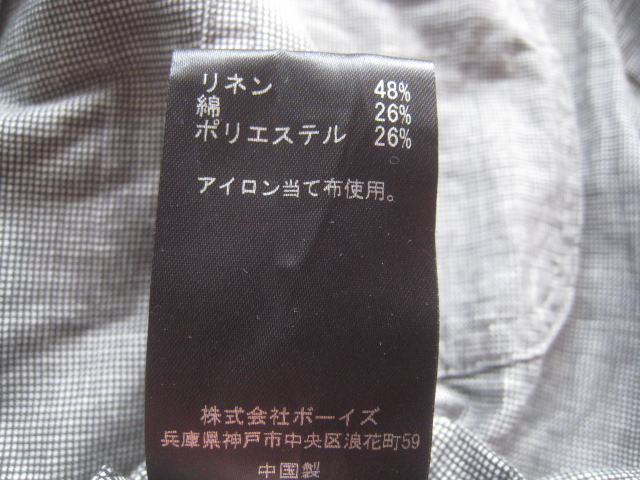 リネン 48%
綿 26%
ポリエステル 26%
アイロン当て布使用。
株式会社ボーイズ
兵庫県神戸市中央区浪花町59
中国製